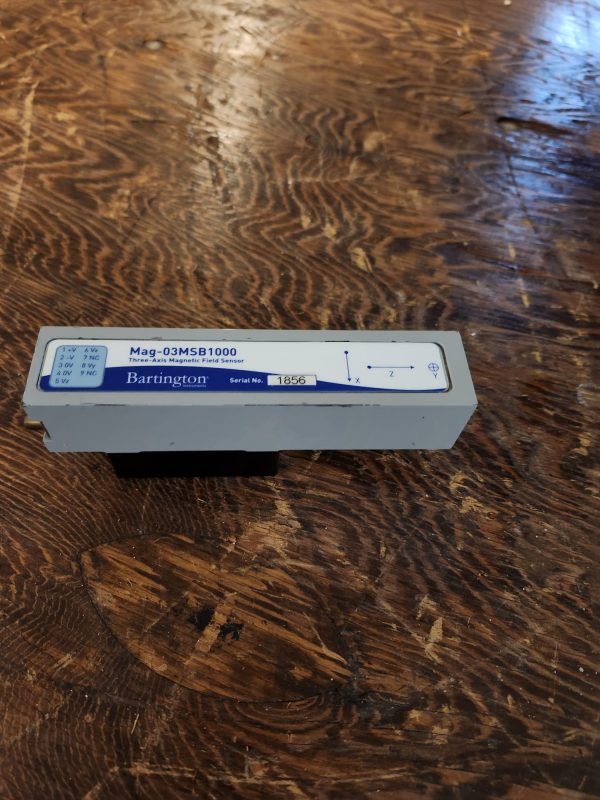 1 +V 6 Vx
2 -V 7 NC
3 0V 8 Vy
4 0V 9 NC
5 Vz
Mag-03MSB1000
Three-Axis Magnetic Field Sensor
Bartington
Instruments
Serial No. 1856
X
Z
Y